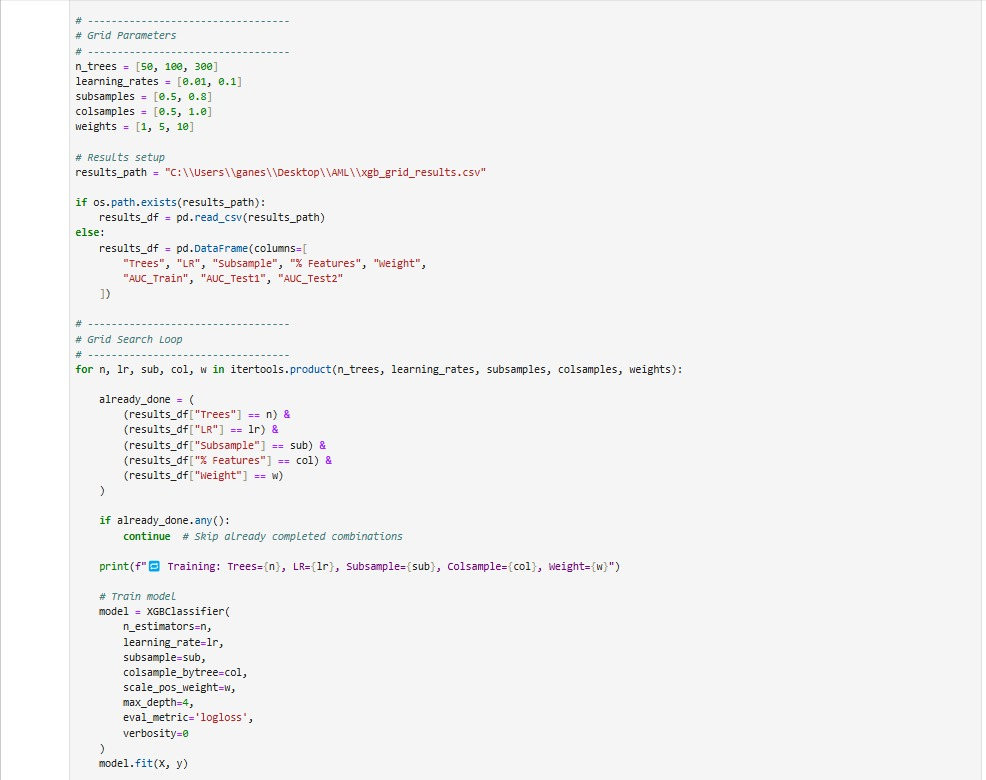 # ----------------------------------
# Grid Parameters
# ----------------------------------
n_trees = [50, 100, 300]
learning_rates = [0.01, 0.1]
subsamples = [0.5, 0.8]
colsamples = [0.5, 1.0]
weights = [1, 5, 10]

# Results setup
results_path = "C:\\Users\\ganes\\Desktop\\AML\\xgb_grid_results.csv"

if os.path.exists(results_path):
    results_df = pd.read_csv(results_path)
else:
    results_df = pd.DataFrame(columns=[
        "Trees", "LR", "Subsample", "% Features", "Weight",
        "AUC_Train", "AUC_Test1", "AUC_Test2"
    ])

# ----------------------------------
# Grid Search Loop
# ----------------------------------
for n, lr, sub, col, w in itertools.product(n_trees, learning_rates, subsamples, colsamples, weights):

    already_done = (
        (results_df["Trees"] == n) &
        (results_df["LR"] == lr) &
        (results_df["Subsample"] == sub) &
        (results_df["% Features"] == col) &
        (results_df["Weight"] == w)
    )

    if already_done.any():
        continue  # Skip already completed combinations

    print(f"🔁 Training: Trees={n}, LR={lr}, Subsample={sub}, Colsample={col}, Weight={w}")

    # Train model
    model = XGBClassifier(
        n_estimators=n,
        learning_rate=lr,
        subsample=sub,
        colsample_bytree=col,
        scale_pos_weight=w,
        max_depth=4,
        eval_metric='logloss',
        verbosity=0
    )
    model.fit(X, y)